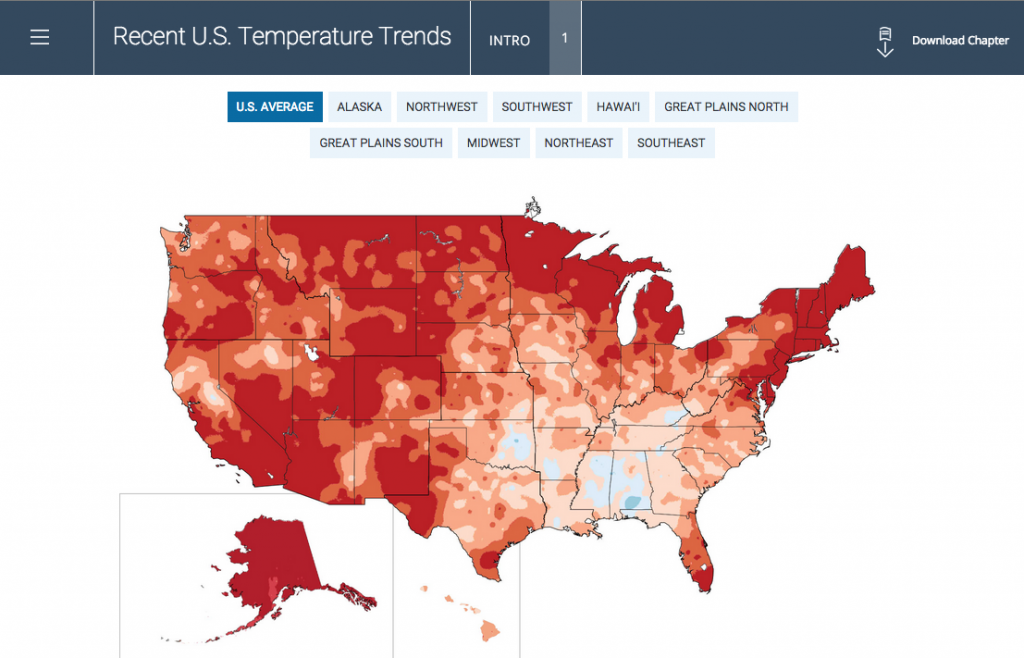 Recent U.S. Temperature Trends INTRO 1 Download Chapter
U.S. AVERAGE ALASKA NORTHWEST SOUTHWEST HAWAI'I GREAT PLAINS NORTH
GREAT PLAINS SOUTH MIDWEST NORTHEAST SOUTHEAST